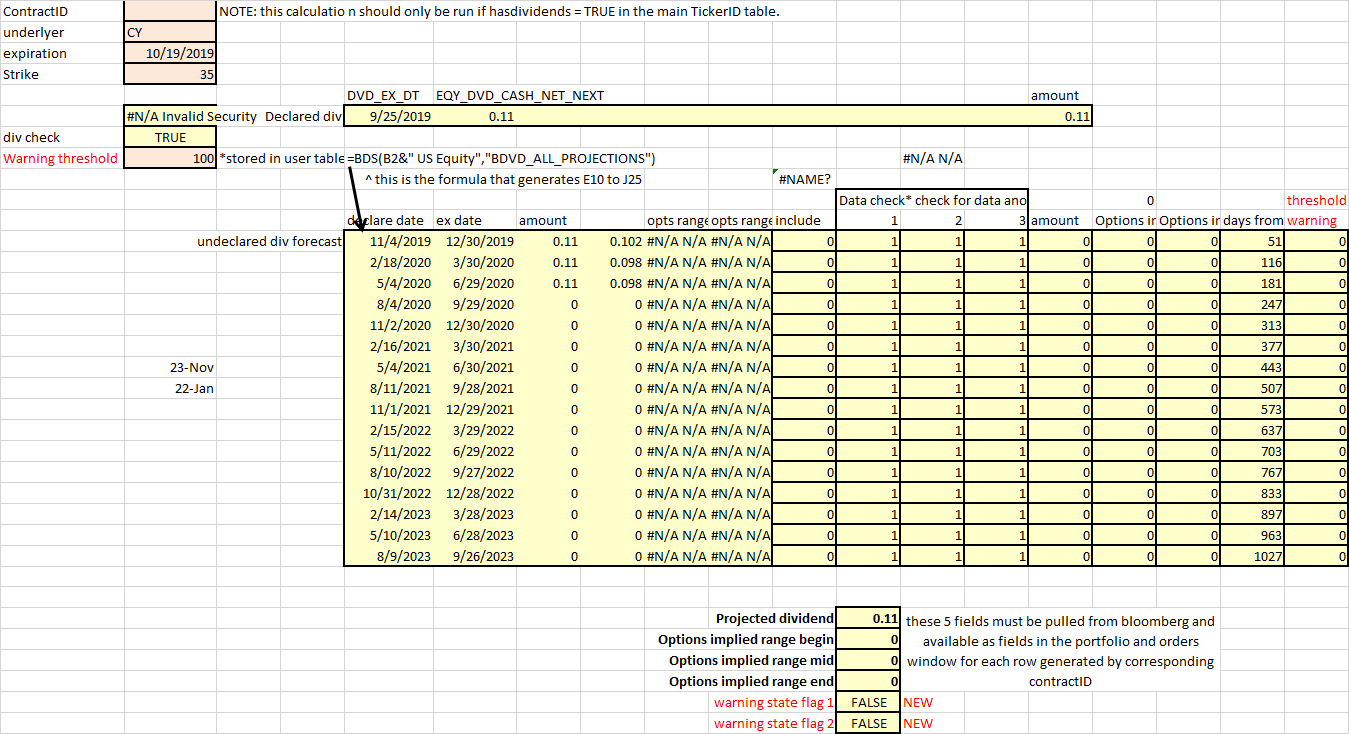 ContractID NOTE: this calculatio n should only be run if hasdividends = TRUE in the main TickerID table.
underlyer CY
expiration 10/19/2019
Strike 35
DVD_EX_DT EQY_DVD_CASH_NET_NEXT amount
#N/A Invalid Security Declared div 9/25/2019 0.11 0.11
div check TRUE
Warning threshold 100 *stored in user table =BDS(B2&" US Equity","BDVD_ALL_PROJECTIONS") #N/A N/A
^ this is the formula that generates E10 to J25 #NAME?
Data check* check for data ano 0 threshold
declare date ex date amount opts range opts range include 1 2 3 amount Options ir Options ir days from warning
undeclared div forecast 11/4/2019 12/30/2019 0.11 0.102 #N/A N/A #N/A N/A 0 1 1 1 0 0 0 51 0
2/18/2020 3/30/2020 0.11 0.098 #N/A N/A #N/A N/A 0 1 1 1 0 0 0 116 0
5/4/2020 6/29/2020 0.11 0.098 #N/A N/A #N/A N/A 0 1 1 1 0 0 0 181 0
8/4/2020 9/29/2020 0 0 #N/A N/A #N/A N/A 0 1 1 1 0 0 0 247 0
11/2/2020 12/30/2020 0 0 #N/A N/A #N/A N/A 0 1 1 1 0 0 0 313 0
2/16/2021 3/30/2021 0 0 #N/A N/A #N/A N/A 0 1 1 1 0 0 0 377 0
23-Nov 5/4/2021 6/30/2021 0 0 #N/A N/A #N/A N/A 0 1 1 1 0 0 0 443 0
22-Jan 8/11/2021 9/28/2021 0 0 #N/A N/A #N/A N/A 0 1 1 1 0 0 0 507 0
11/1/2021 12/29/2021 0 0 #N/A N/A #N/A N/A 0 1 1 1 0 0 0 573 0
2/15/2022 3/29/2022 0 0 #N/A N/A #N/A N/A 0 1 1 1 0 0 0 637 0
5/11/2022 6/29/2022 0 0 #N/A N/A #N/A N/A 0 1 1 1 0 0 0 703 0
8/10/2022 9/27/2022 0 0 #N/A N/A #N/A N/A 0 1 1 1 0 0 0 767 0
10/31/2022 12/28/2022 0 0 #N/A N/A #N/A N/A 0 1 1 1 0 0 0 833 0
2/14/2023 3/28/2023 0 0 #N/A N/A #N/A N/A 0 1 1 1 0 0 0 897 0
5/10/2023 6/28/2023 0 0 #N/A N/A #N/A N/A 0 1 1 1 0 0 0 963 0
8/9/2023 9/26/2023 0 0 #N/A N/A #N/A N/A 0 1 1 1 0 0 0 1027 0
Projected dividend 0.11 these 5 fields must be pulled from bloomberg and
Options implied range begin 0 available as fields in the portfolio and orders
Options implied range mid 0 window for each row generated by corresponding
Options implied range end 0 contractID
warning state flag 1 FALSE NEW
warning state flag 2 FALSE NEW